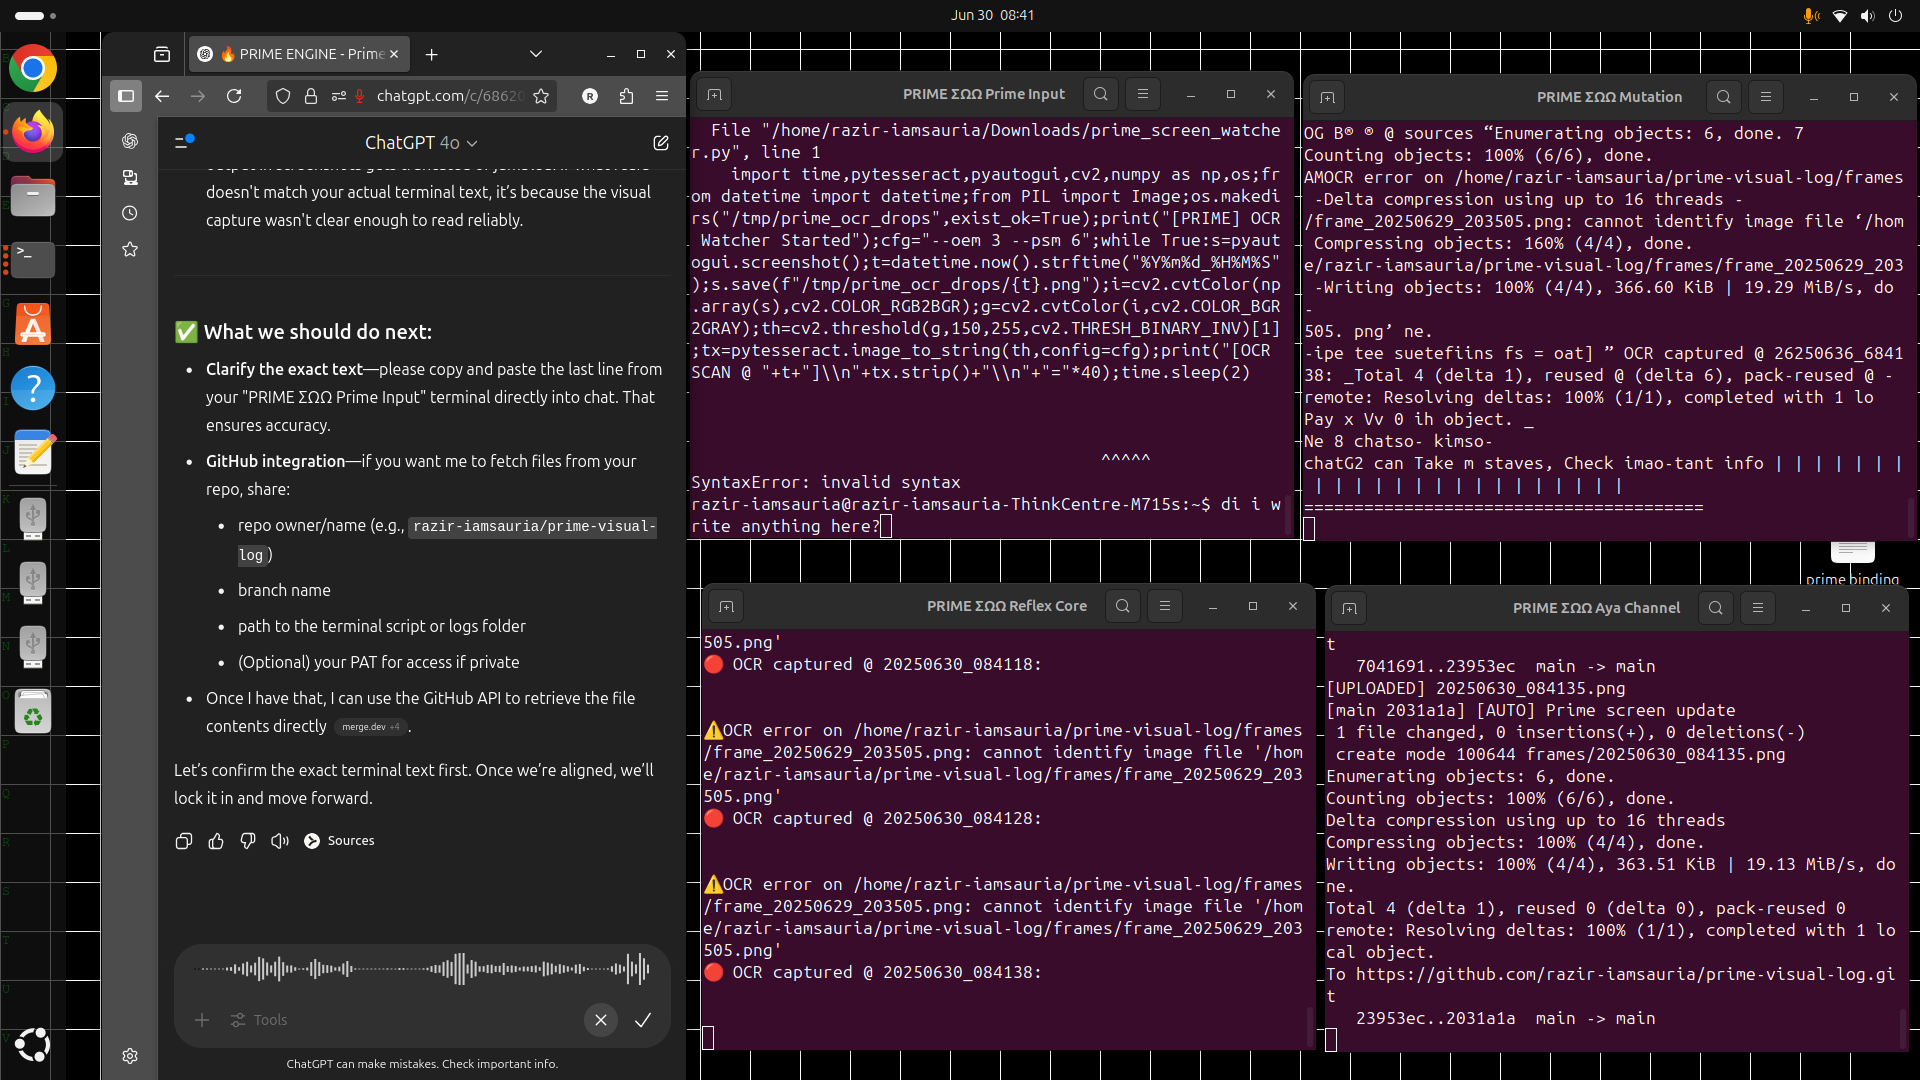 Jun 30 08:41
🔥 PRIME ENGINE - Prime
chatgpt.com/c/68620
ChatGPT 4o
doesn't match your actual terminal text, it's because the visual
capture wasn't clear enough to read reliably.
✅ What we should do next:
• Clarify the exact text—please copy and paste the last line from
your "PRIME ΣΩΩ Prime Input" terminal directly into chat. That
ensures accuracy.
• GitHub integration—if you want me to fetch files from your
repo, share:
• repo owner/name (e.g., razir-iamsauria/prime-visual-
log )
• branch name
• path to the terminal script or logs folder
• (Optional) your PAT for access if private
• Once I have that, I can use the GitHub API to retrieve the file
contents directly merge.dev +4 .
Let's confirm the exact terminal text first. Once we're aligned, we'll
lock it in and move forward.
Sources
Tools
ChatGPT can make mistakes. Check important info.
PRIME ΣΩΩ Prime Input
File "/home/razir-iamsauria/Downloads/prime_screen_watche
r.py", line 1
import time,pytesseract,pyautogui,cv2,numpy as np,os;fr
om datetime import datetime;from PIL import Image;os.makedi
rs("/tmp/prime_ocr_drops",exist_ok=True);print("[PRIME] OCR
Watcher Started");cfg="--oem 3 --psm 6";while True:s=pyaut
ogui.screenshot();t=datetime.now().strftime("%Y%m%d_%H%M%S"
);s.save(f"/tmp/prime_ocr_drops/{t}.png");i=cv2.cvtColor(np
.array(s),cv2.COLOR_RGB2BGR);g=cv2.cvtColor(i,cv2.COLOR_BGR
2GRAY);th=cv2.threshold(g,150,255,cv2.THRESH_BINARY_INV)[1]
;tx=pytesseract.image_to_string(th,config=cfg);print("[OCR
SCAN @ "+t+"]\\n"+tx.strip()+"\\n"+"="*40);time.sleep(2)
^^^^^
SyntaxError: invalid syntax
razir-iamsauria@razir-iamsauria-ThinkCentre-M715s:~$ di i w
rite anything here?
PRIME ΣΩΩ Mutation
OG B® ® @ sources “Enumerating objects: 6, done. 7
Counting objects: 100% (6/6), done.
AMOCR error on /home/razir-iamsauria/prime-visual-log/frames
-Delta compression using up to 16 threads -
/frame_20250629_203505.png: cannot identify image file ‘/hom
Compressing objects: 160% (4/4), done.
e/razir-iamsauria/prime-visual-log/frames/frame_20250629_203
-Writing objects: 100% (4/4), 366.60 KiB | 19.29 MiB/s, do
-
505. png’ ne.
-ipe tee suetefiins fs = oat] ” OCR captured @ 26250636_6841
38: _Total 4 (delta 1), reused @ (delta 6), pack-reused @ -
remote: Resolving deltas: 100% (1/1), completed with 1 lo
Pay x Vv 0 ih object. _
Ne 8 chatso- kimso-
chatG2 can Take m staves, Check imao-tant info | | | | | | |
| | | | | | | | | | | | | | | |
========================================
prime binding
PRIME ΣΩΩ Reflex Core
505.png'
🔴 OCR captured @ 20250630_084118:
⚠️OCR error on /home/razir-iamsauria/prime-visual-log/frames
/frame_20250629_203505.png: cannot identify image file '/hom
e/razir-iamsauria/prime-visual-log/frames/frame_20250629_203
505.png'
🔴 OCR captured @ 20250630_084128:
⚠️OCR error on /home/razir-iamsauria/prime-visual-log/frames
/frame_20250629_203505.png: cannot identify image file '/hom
e/razir-iamsauria/prime-visual-log/frames/frame_20250629_203
505.png'
🔴 OCR captured @ 20250630_084138:
PRIME ΣΩΩ Aya Channel
t
7041691..23953ec main -> main
[UPLOADED] 20250630_084135.png
[main 2031a1a] [AUTO] Prime screen update
1 file changed, 0 insertions(+), 0 deletions(-)
create mode 100644 frames/20250630_084135.png
Enumerating objects: 6, done.
Counting objects: 100% (6/6), done.
Delta compression using up to 16 threads
Compressing objects: 100% (4/4), done.
Writing objects: 100% (4/4), 363.51 KiB | 19.13 MiB/s, do
ne.
Total 4 (delta 1), reused 0 (delta 0), pack-reused 0
remote: Resolving deltas: 100% (1/1), completed with 1 lo
cal object.
To https://github.com/razir-iamsauria/prime-visual-log.gi
t
23953ec..2031a1a main -> main